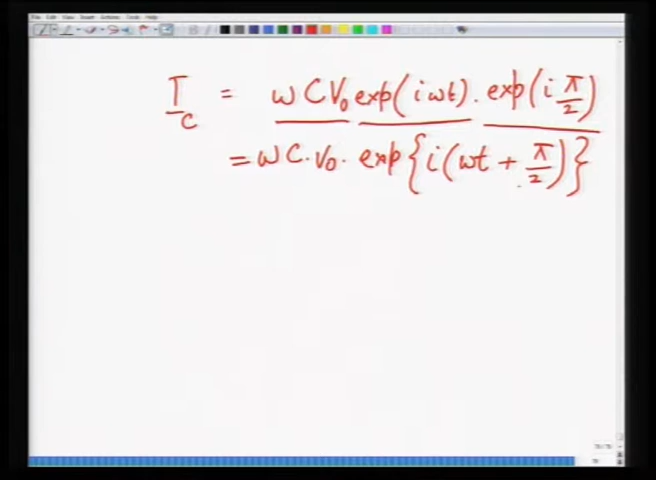 I_C = ωCV₀ exp(iωt) . exp(i π/2)
= ωC.V₀. exp{i(ωt + π/2)}